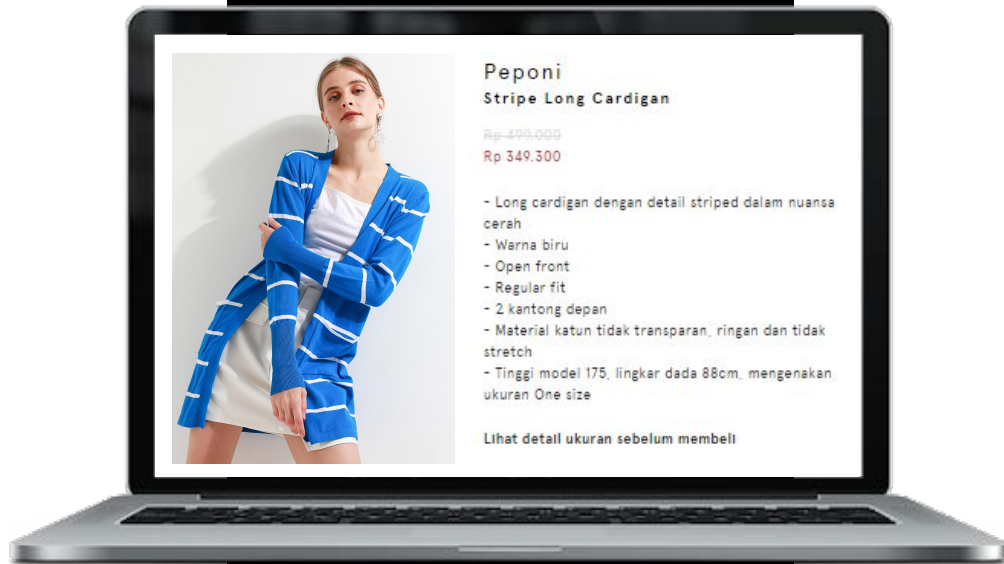 Peponi
Stripe Long Cardigan
Rp 499.000
Rp 349.300
- Long cardigan dengan detail striped dalam nuansa
cerah
- Warna biru
- Open front
- Regular fit
- 2 kantong depan
- Material katun tidak transparan, ringan dan tidak
stretch
- Tinggi model 175, lingkar dada 88cm, mengenakan
ukuran One size
Lihat detail ukuran sebelum membeli